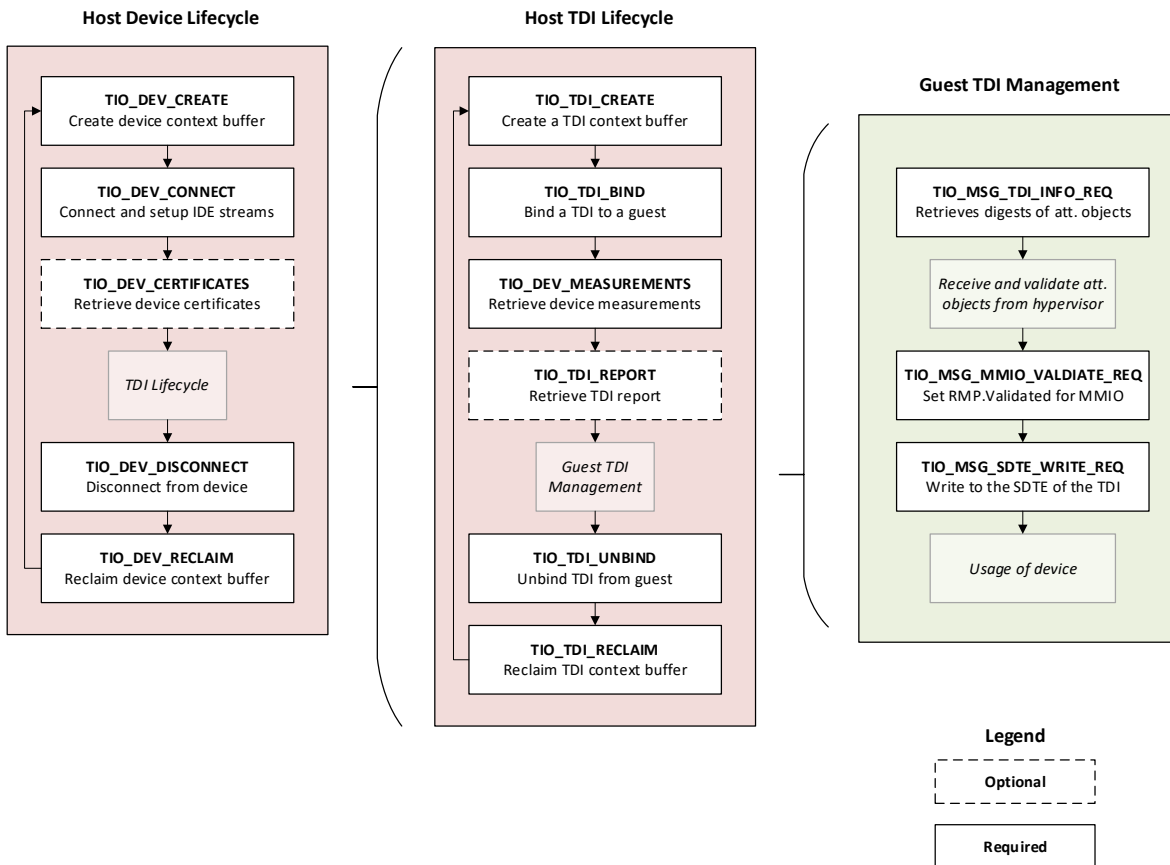 Host Device Lifecycle
TIO_DEV_CREATE
Create device context buffer
TIO_DEV_CONNECT
Connect and setup IDE streams
TIO_DEV_CERTIFICATES
Retrieve device certificates
TDI Lifecycle
TIO_DEV_DISCONNECT
Disconnect from device
TIO_DEV_RECLAIM
Reclaim device context buffer
Host TDI Lifecycle
TIO_TDI_CREATE
Create a TDI context buffer
TIO_TDI_BIND
Bind a TDI to a guest
TIO_DEV_MEASUREMENTS
Retrieve device measurements
TIO_TDI_REPORT
Retrieve TDI report
Guest TDI
Management
TIO_TDI_UNBIND
Unbind TDI from guest
TIO_TDI_RECLAIM
Reclaim TDI context buffer
Guest TDI Management
TIO_MSG_TDI_INFO_REQ
Retrieves digests of att. objects
Receive and validate att.
objects from hypervisor
TIO_MSG_MMIO_VALDIATE_REQ
Set RMP.Validated for MMIO
TIO_MSG_SDTE_WRITE_REQ
Write to the SDTE of the TDI
Usage of device
Legend
Optional
Required